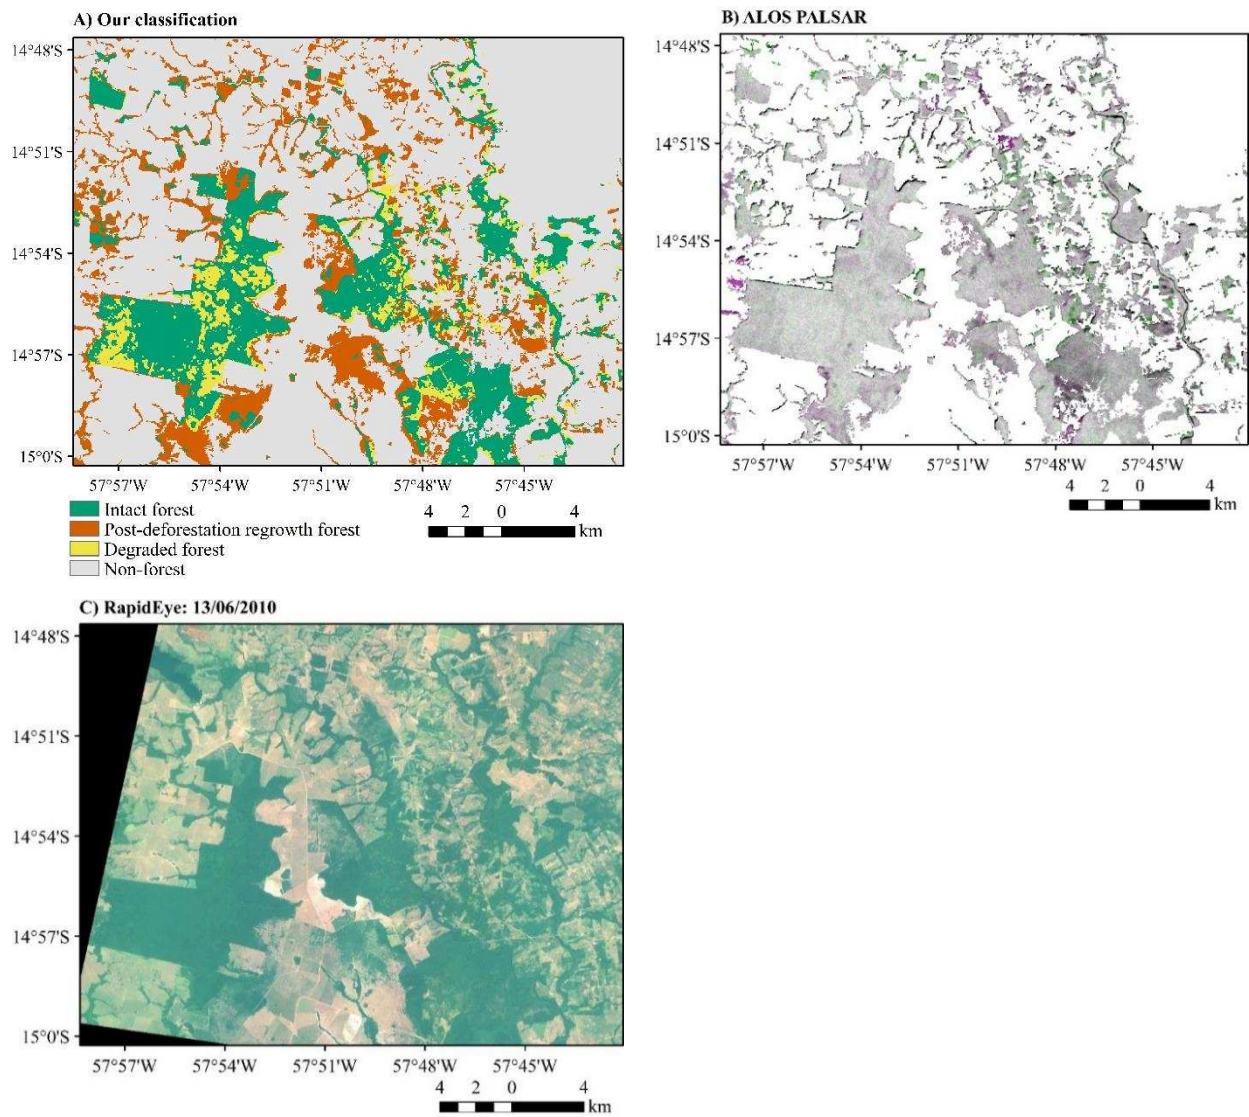 A) Our classification
14°48'S
14°51'S
14°54'S
14°57'S
15°0'S
57°57'W 57°54'W 57°51'W 57°48'W 57°45'W
Intact forest
Post-deforestation regrowth forest
Degraded forest
Non-forest
4 2 0 4
km
B) ALOS PALSAR
14°48'S
14°51'S
14°54'S
14°57'S
15°0'S
57°57'W 57°54'W 57°51'W 57°48'W 57°45'W
4 2 0 4
km
C) RapidEye: 13/06/2010
14°48'S
14°51'S
14°54'S
14°57'S
15°0'S
57°57'W 57°54'W 57°51'W 57°48'W 57°45'W
4 2 0 4
km